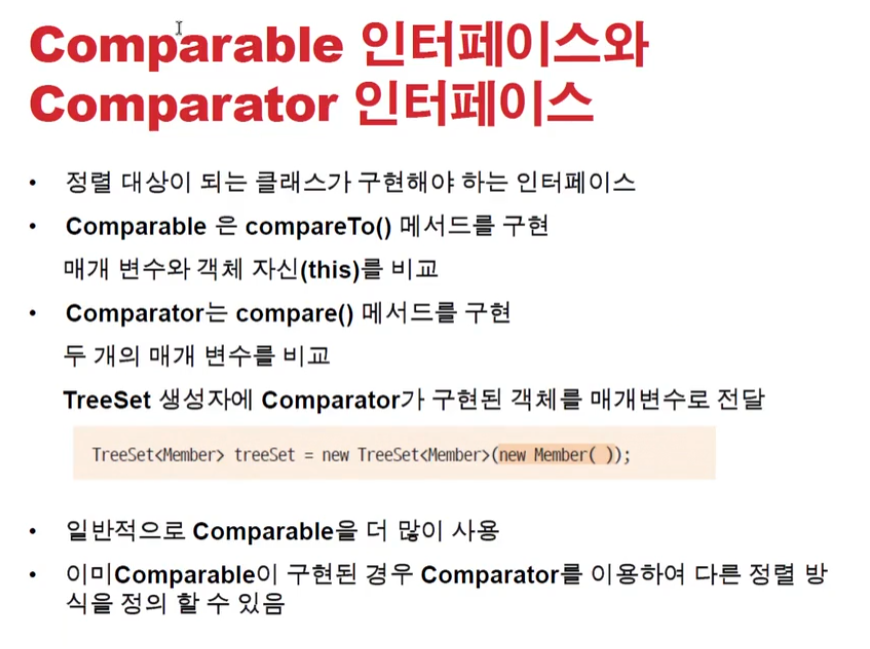 Comparable 인터페이스와
Comparator 인터페이스
• 정렬 대상이 되는 클래스가 구현해야 하는 인터페이스
• Comparable 은 compareTo() 메서드를 구현
매개 변수와 객체 자신(this)를 비교
• Comparator는 compare() 메서드를 구현
두 개의 매개 변수를 비교
TreeSet 생성자에 Comparator가 구현된 객체를 매개변수로 전달
TreeSet<Member> treeSet = new TreeSet<Member>(new Member( ));
• 일반적으로 Comparable을 더 많이 사용
• 이미Comparable이 구현된 경우 Comparator를 이용하여 다른 정렬 방
식을 정의 할 수 있음